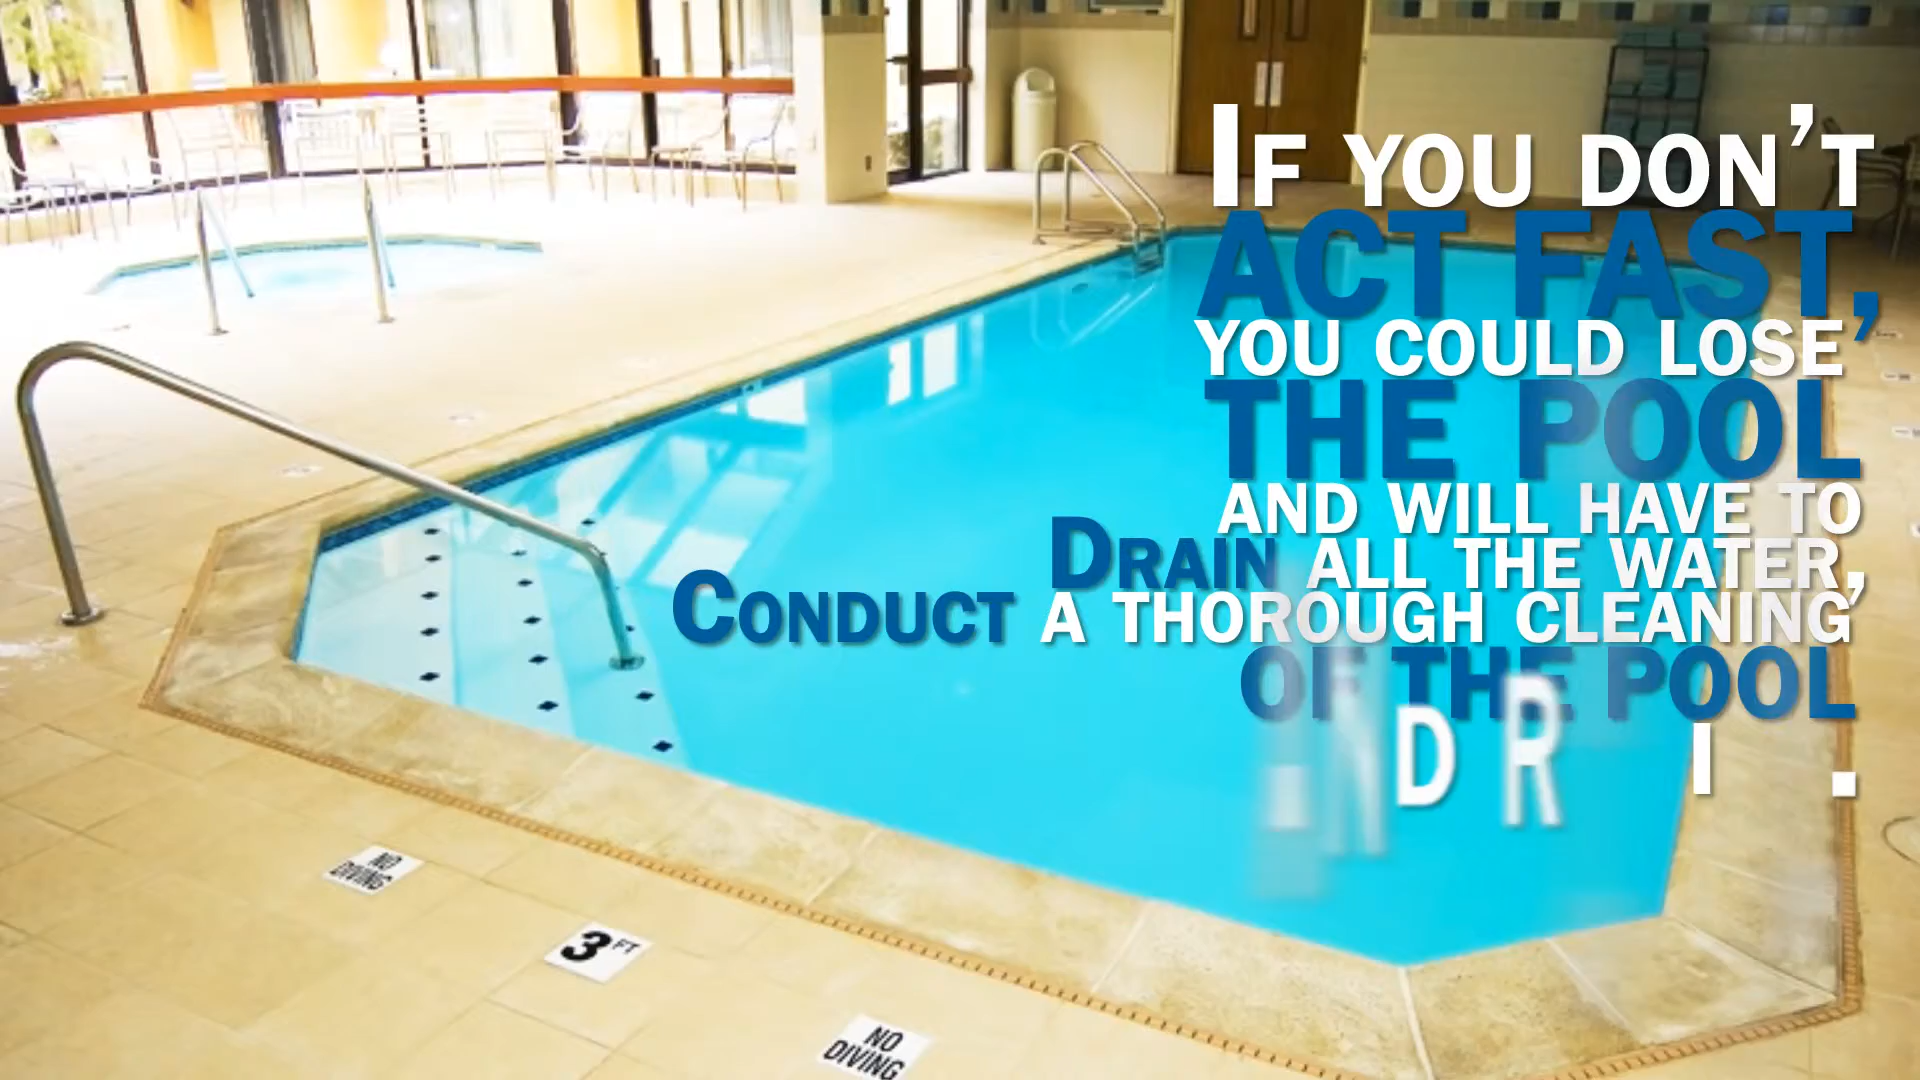 If you don't
ACT FAST,
YOU COULD LOSE
THE POOL
AND WILL HAVE TO
Drain ALL THE WATER,
Conduct A THOROUGH CLEANING
OF THE POOL
NO
DIVING
3 FT
NO
DIVING